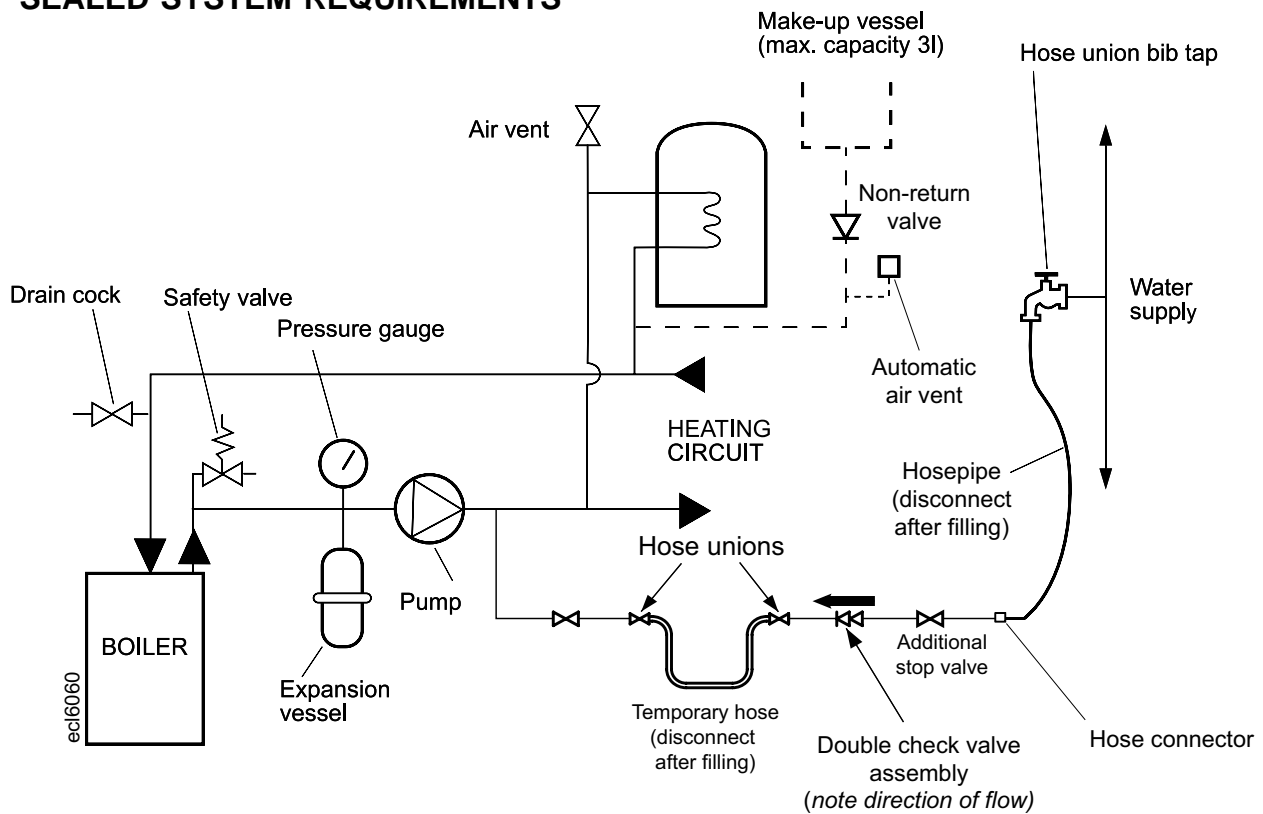 SEALED SYSTEM REQUIREMENTS
Make-up vessel
(max. capacity 3l)
Hose union bib tap
Air vent
Non-return
valve
Drain cock
Safety valve
Pressure gauge
Water
supply
Automatic
air vent
HEATING
CIRCUIT
Hosepipe
(disconnect
after filling)
Hose unions
Pump
BOILER
Additional
stop valve
ecl6060
Expansion
vessel
Temporary hose
(disconnect
after filling)
Double check valve
assembly
(note direction of flow)
Hose connector